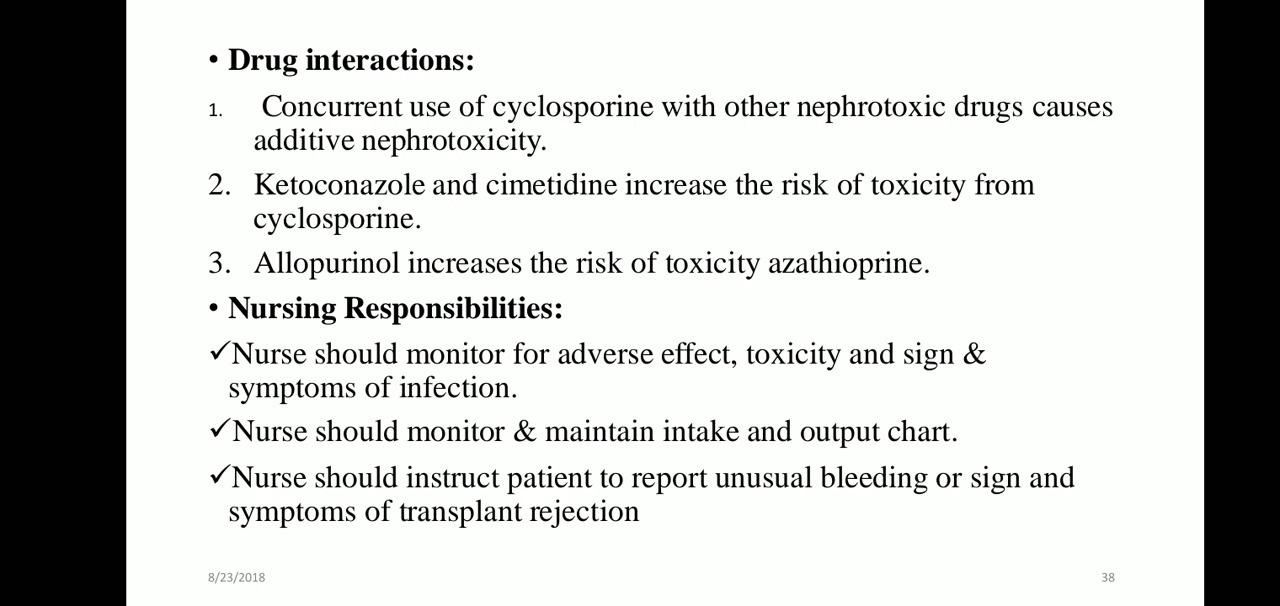 • Drug interactions:
1. Concurrent use of cyclosporine with other nephrotoxic drugs causes
additive nephrotoxicity.
2. Ketoconazole and cimetidine increase the risk of toxicity from
cyclosporine.
3. Allopurinol increases the risk of toxicity azathioprine.
• Nursing Responsibilities:
✓Nurse should monitor for adverse effect, toxicity and sign &
symptoms of infection.
✓Nurse should monitor & maintain intake and output chart.
✓Nurse should instruct patient to report unusual bleeding or sign and
symptoms of transplant rejection
8/23/2018 38